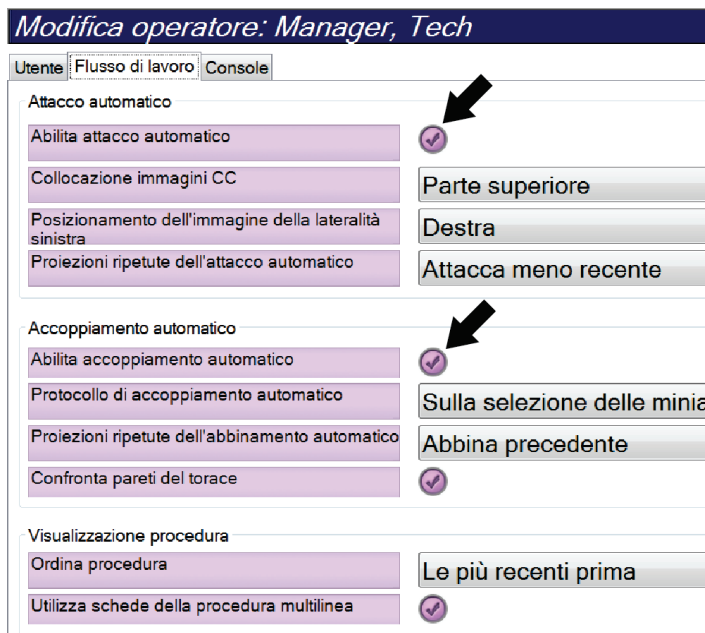 Modifica operatore: Manager, Tech
Utente Flusso di lavoro Console
Attacco automatico
Abilita attacco automatico
Collocazione immagini CC Parte superiore
Posizionamento dell'immagine della lateralità
sinistra Destra
Proiezioni ripetute dell'attacco automatico Attacca meno recente
Accoppiamento automatico
Abilita accoppiamento automatico
Protocollo di accoppiamento automatico Sulla selezione delle
Proiezioni ripetute dell'abbinamento automatico Abbina precedente
Confronta pareti del torace
Visualizzazione procedura
Ordina procedura Le più recenti prima
Utilizza schede della procedura multilinea